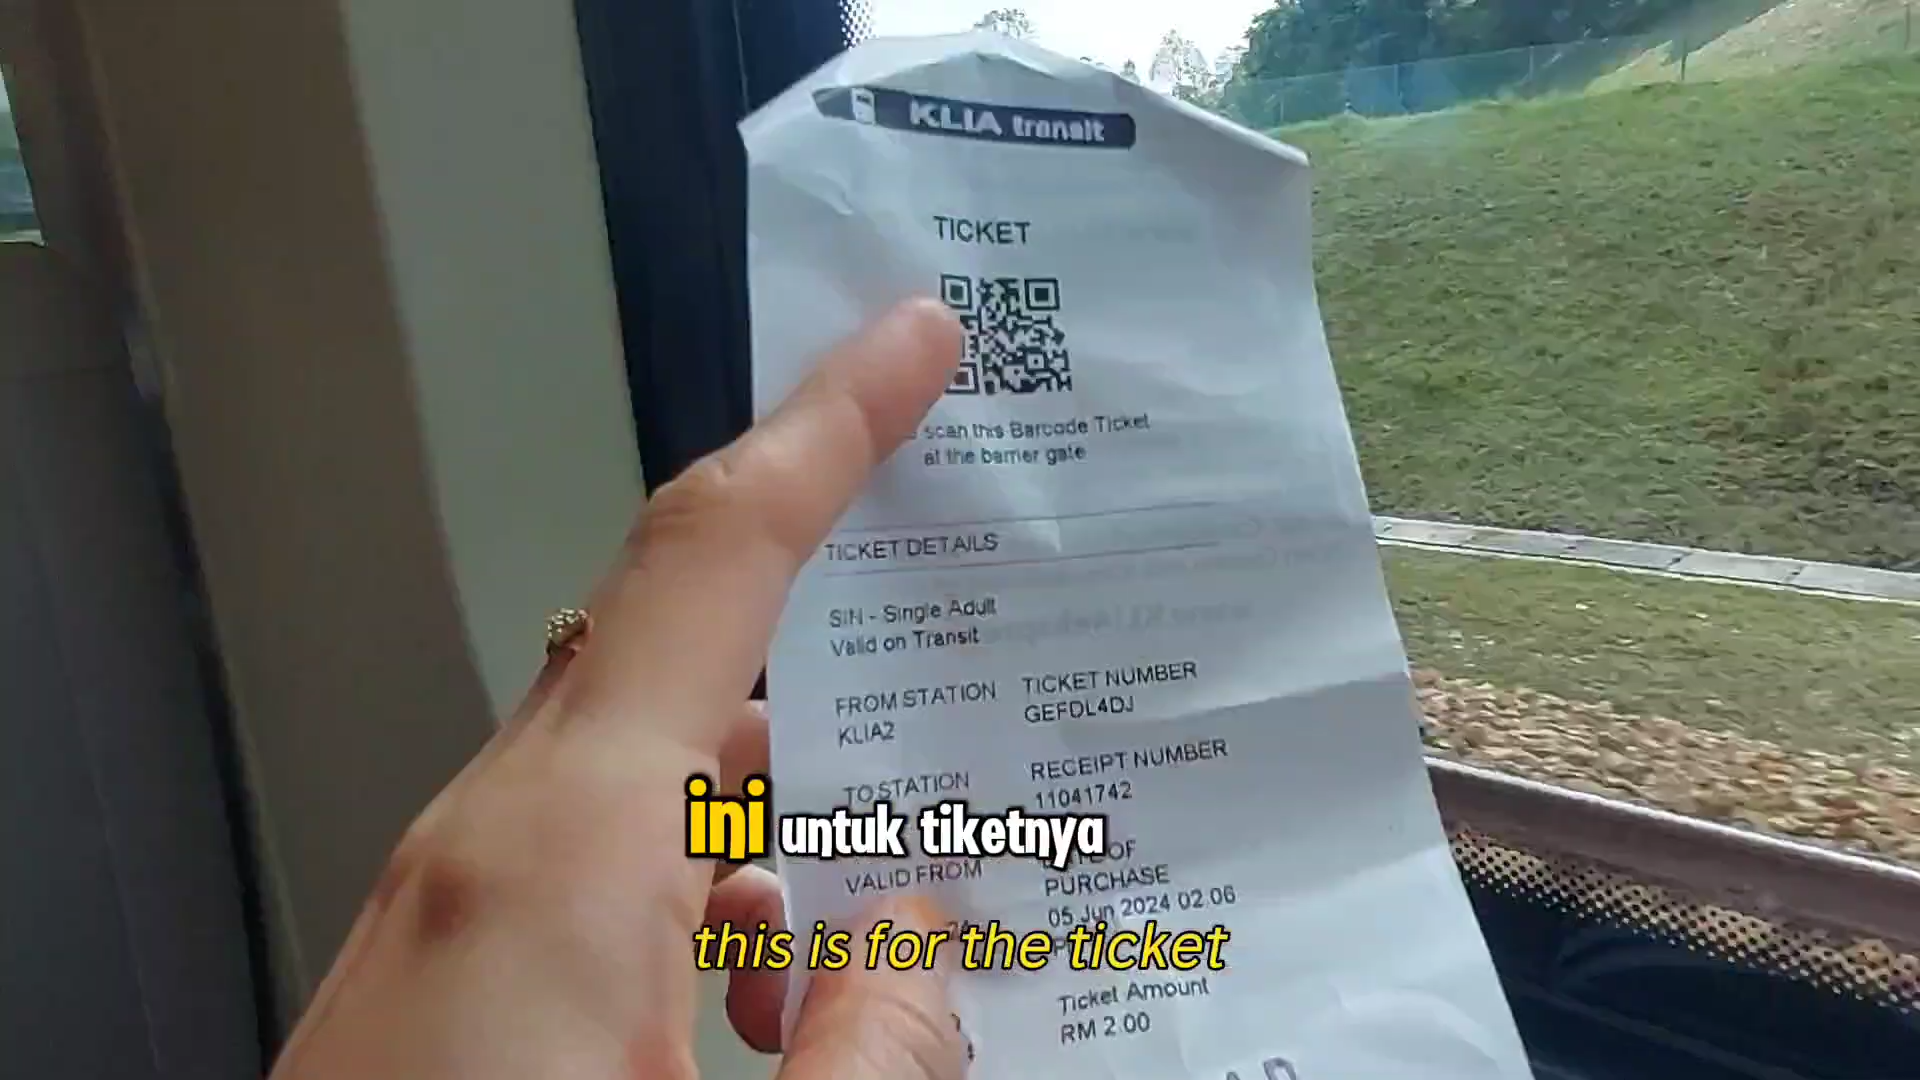 KLIA transit
TICKET
scan this Barcode Ticket
at the barrier gate
TICKET DETAILS
SIN - Single Adult
Valid on Transit
FROM STATION
KLIA2
TICKET NUMBER
GEFDL4DJ
TO STATION
RECEIPT NUMBER
11041742
ini untuk tiketnya
VALID FROM
OF
PURCHASE
05 Jun 2024 02:06
this is for the ticket
Ticket Amount
RM 2.00